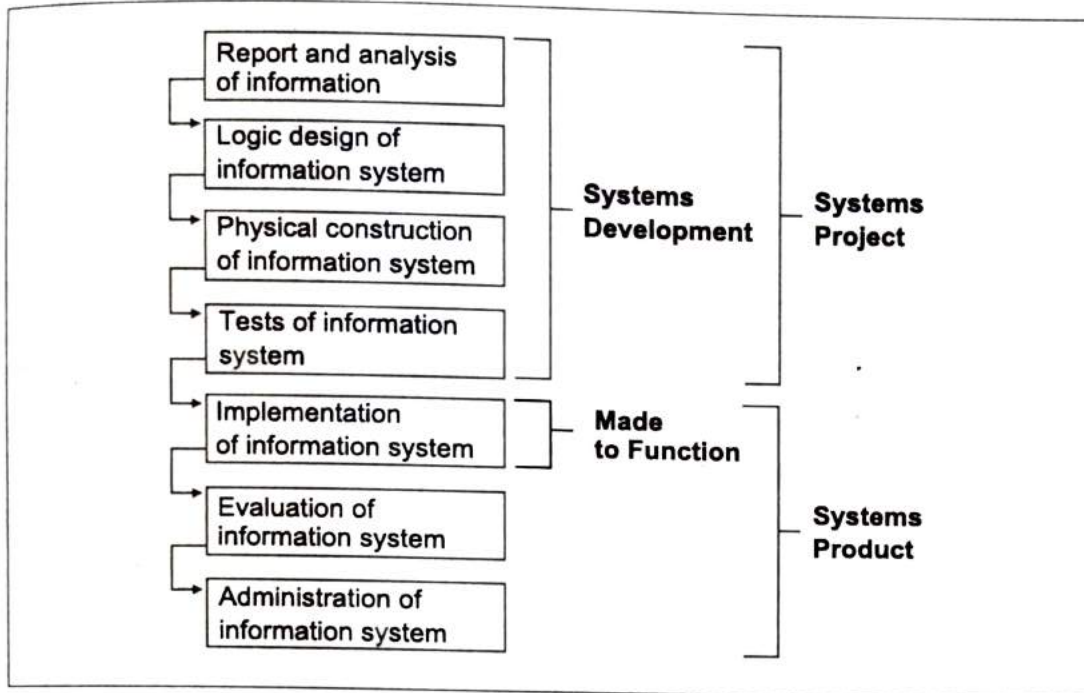 Report and analysis
of information
Logic design of
information system
Physical construction
of information system
Tests of information
system
Implementation
of information system
Evaluation of
information system
Administration of
information system
Systems
Development
Made
to Function
Systems
Project
Systems
Product